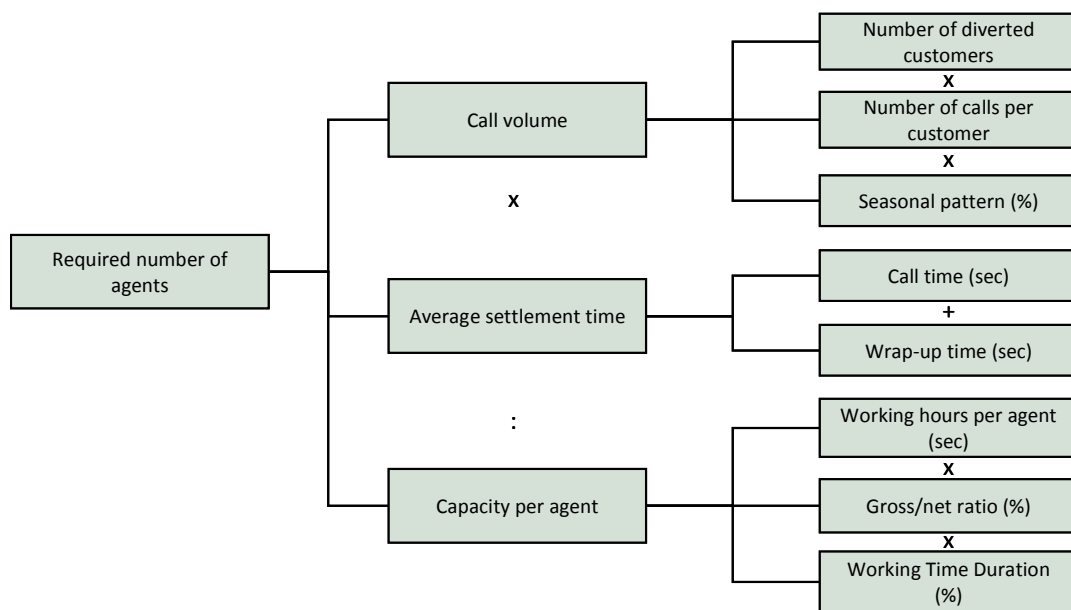 Number of diverted
customers
x
Call volume
Number of calls per
customer
x
x
Seasonal pattern (%)
Required number of
agents
Call time (sec)
Average settlement time
+
Wrap-up time (sec)
:
Working hours per agent
(sec)
x
Capacity per agent
Gross/net ratio (%)
x
Working Time Duration
(%)